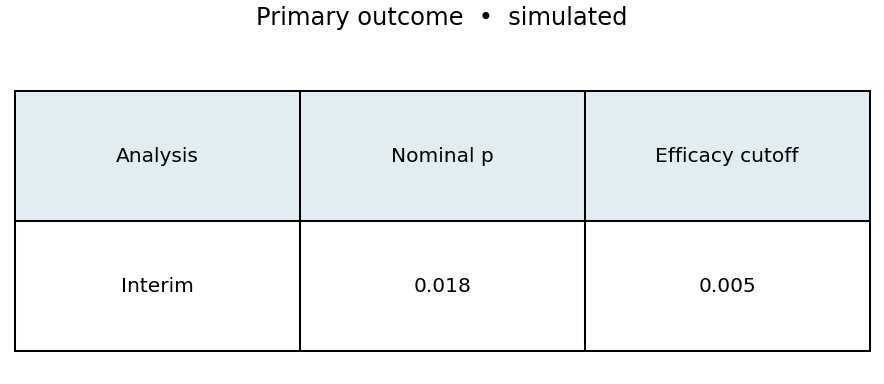 Primary outcome • simulated
Analysis Nominal p Efficacy cutoff
Interim 0.018 0.005